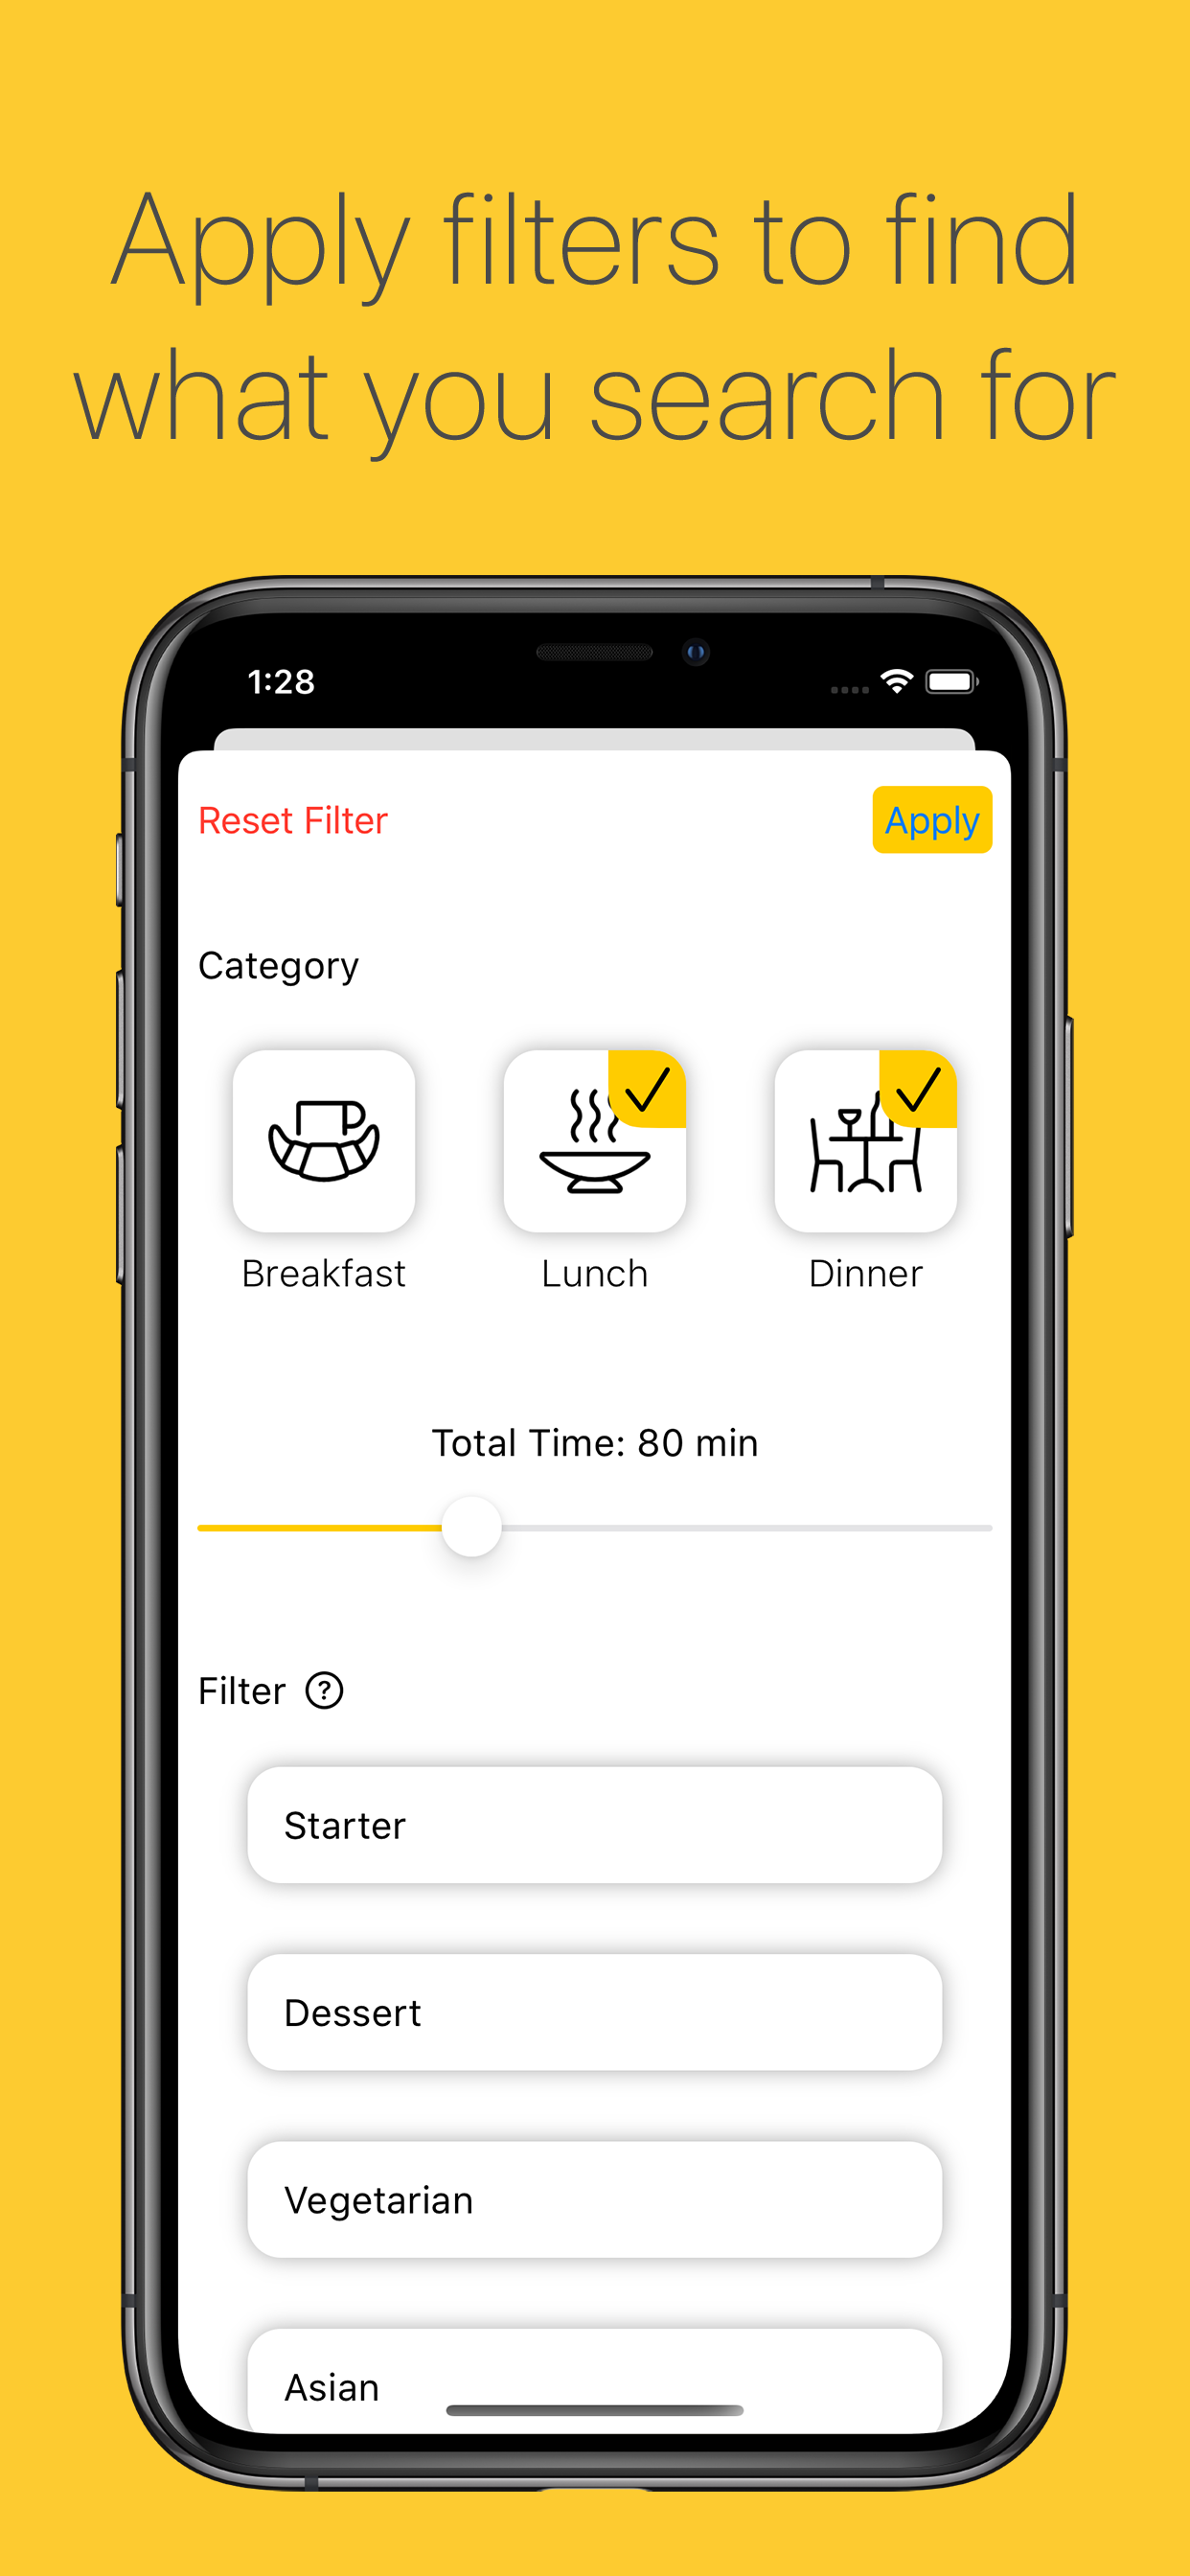 Apply filters to find
what you search for
1:28
Reset Filter
Apply
Category
Breakfast
Lunch
Dinner
Total Time: 80 min
Filter ?
Starter
Dessert
Vegetarian
Asian